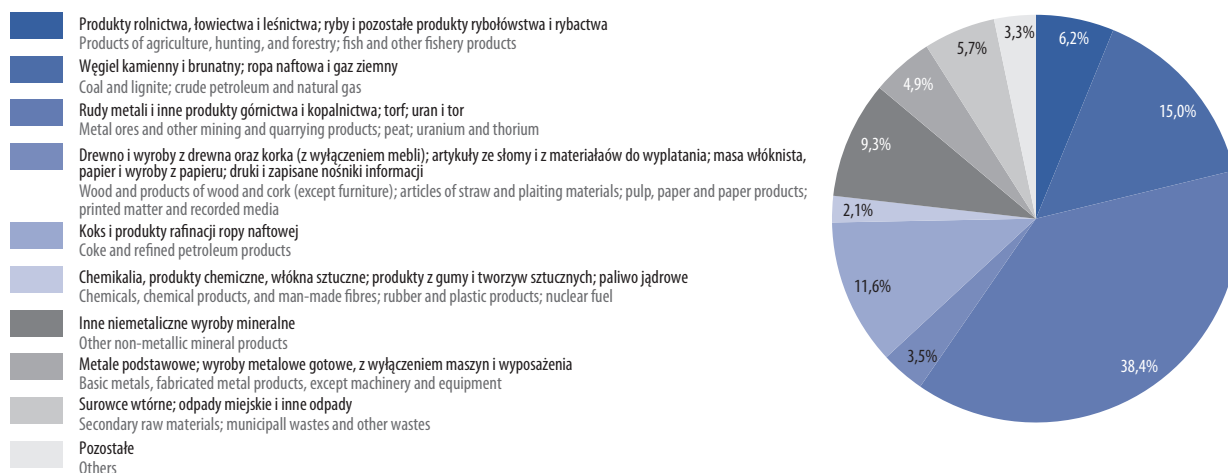 Produkty rolnictwa, łowiectwa i leśnictwa; ryby i pozostałe produkty rybołówstwa i rybactwa
Products of agriculture, hunting, and forestry; fish and other fishery products
Węgiel kamienny i brunatny; ropa naftowa i gaz ziemny
Coal and lignite; crude petroleum and natural gas
Rudy metali i inne produkty górnictwa i kopalnictwa; torf; uran i tor
Metal ores and other mining and quarrying products; peat; uranium and thorium
Drewno i wyroby z drewna oraz korka (z wyłączeniem mebli); artykuły ze słomy i z materiałaów do wyplatania; masa włóknista,
papier i wyroby z papieru; druki i zapisane nośniki informacji
Wood and products of wood and cork (except furniture); articles of straw and plaiting materials; pulp, paper and paper products;
printed matter and recorded media
Koks i produkty rafinacji ropy naftowej
Coke and refined petroleum products
Chemikalia, produkty chemiczne, włókna sztuczne; produkty z gumy i tworzyw sztucznych; paliwo jądrowe
Chemicals, chemical products, and man-made fibres; rubber and plastic products; nuclear fuel
Inne niemetaliczne wyroby mineralne
Other non-metallic mineral products
Metale podstawowe; wyroby metalowe gotowe, z wyłączeniem maszyn i wyposażenia
Basic metals, fabricated metal products, except machinery and equipment
Surowce wtórne; odpady miejskie i inne odpady
Secondary raw materials; municipall wastes and other wastes
Pozostałe
Others
6,2%
15,0%
38,4%
3,5%
11,6%
2,1%
9,3%
4,9%
5,7%
3,3%